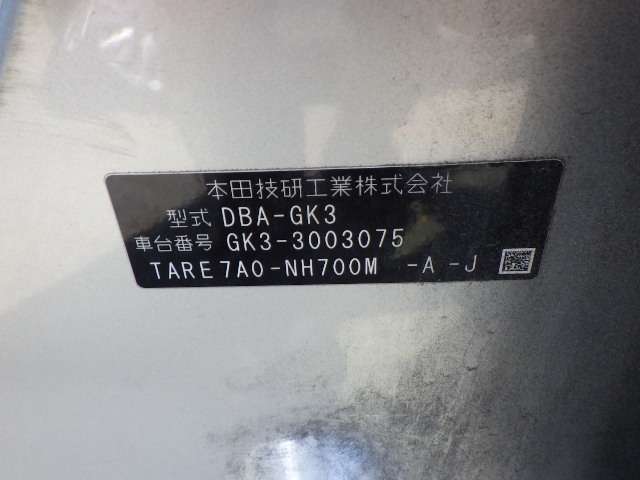 本田技研工業株式会社
型式 DBA-GK3
車台番号 GK3-3003075
TARE7A0-NH700M -A -J